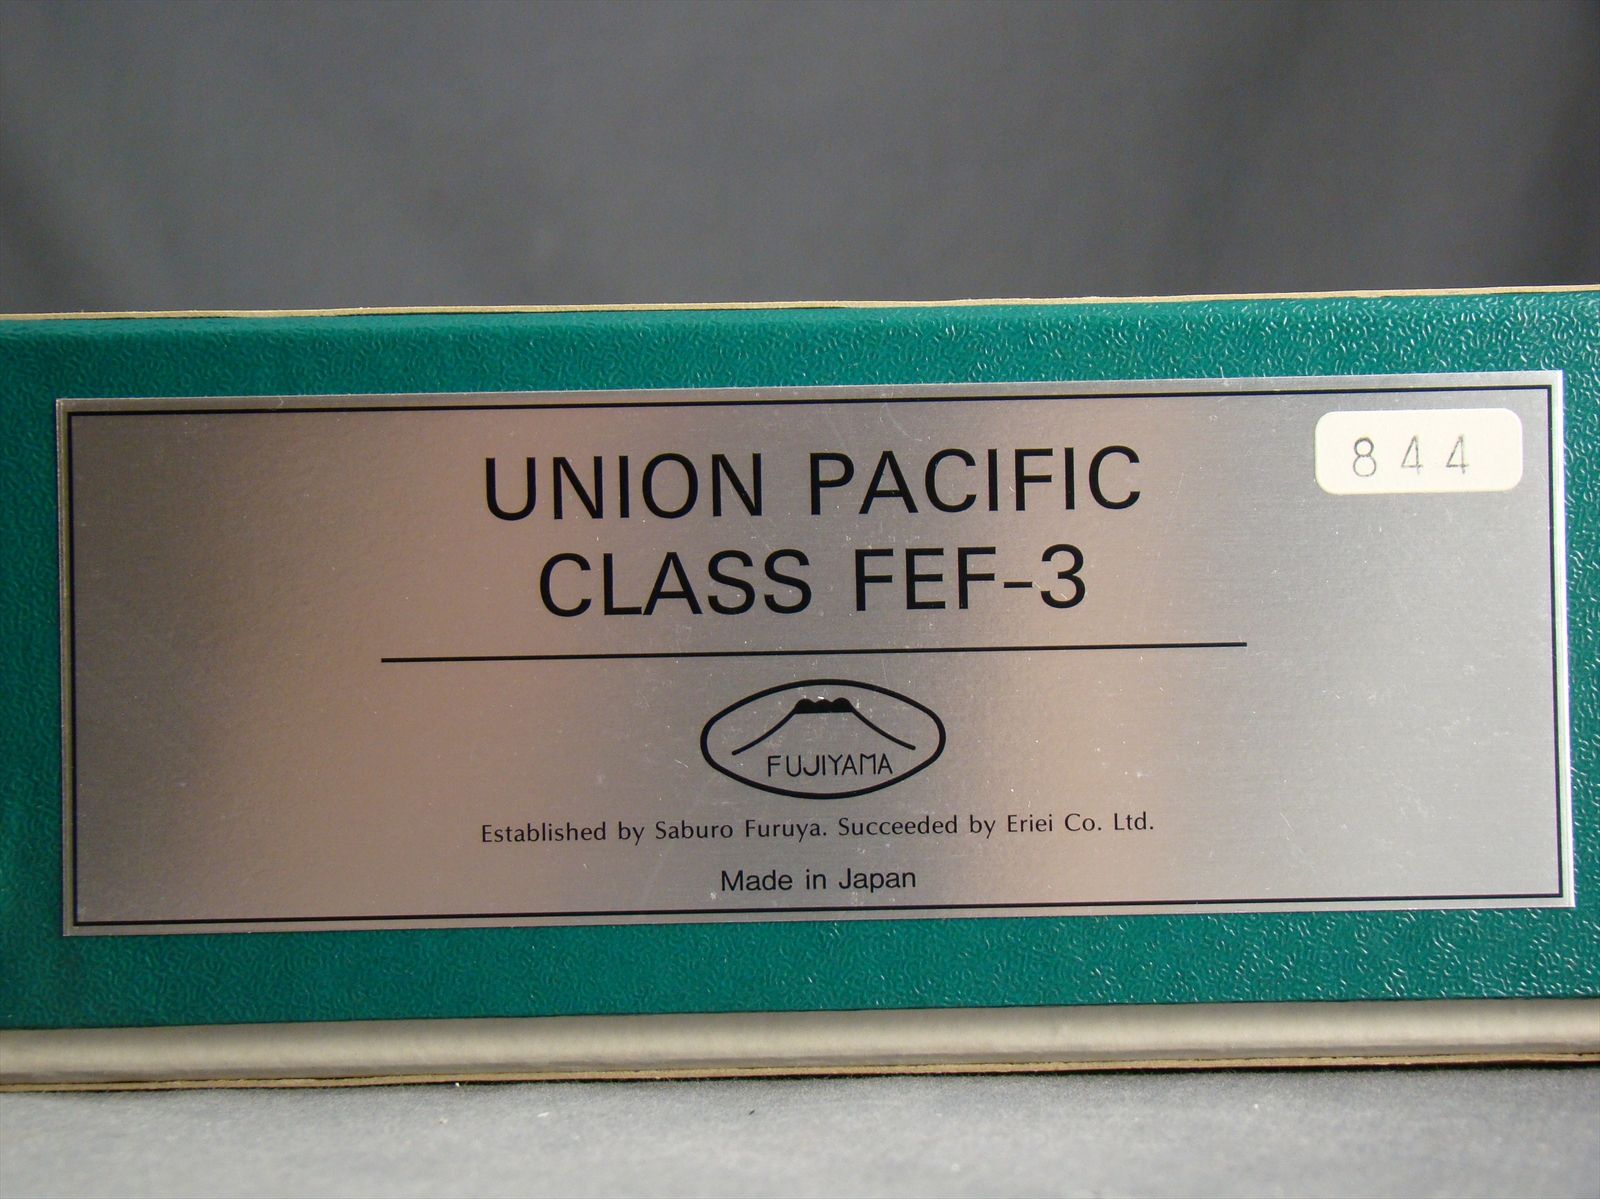 844
UNION PACIFIC
CLASS FEF-3
FUJIYAMA
Established by Saburo Furuya. Succeeded by Eriei Co. Ltd.
Made in Japan